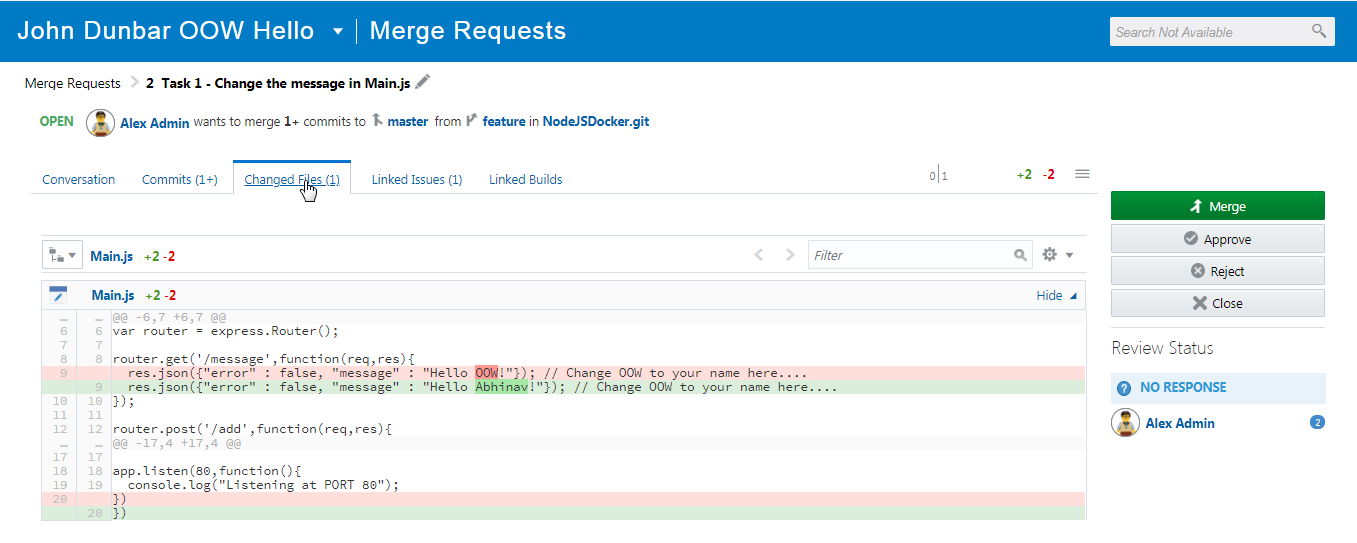 John Dunbar OOW Hello Merge Requests
Search Not Available
Merge Requests 2 Task 1 - Change the message in Main.js
OPEN Alex Admin wants to merge 1+ commits to master from feature in NodeJSDocker.git
Conversation Commits (1+) Changed Files (1) Linked Issues (1) Linked Builds 0 1 +2 -2
Merge
Approve
Reject
Close
Main.js +2 -2 Filter
Main.js +2 -2 Hide
... ... @@ -6,7 +6,7 @@
6 6 var router = express.Router();
7 7
8 8 router.get('/message',function(req,res){
9 res.json({"error" : false, "message" : "Hello OOW!"}); // Change OOW to your name here....
9 res.json({"error" : false, "message" : "Hello Abhinav!"}); // Change OOW to your name here....
10 10 });
11 11
12 12 router.post('/add',function(req,res){
... ... @@ -17,4 +17,4 @@
17 17
18 18 app.listen(80,function(){
19 19 console.log("Listening at PORT 80");
20 })
20 })
Review Status
? NO RESPONSE
Alex Admin 2